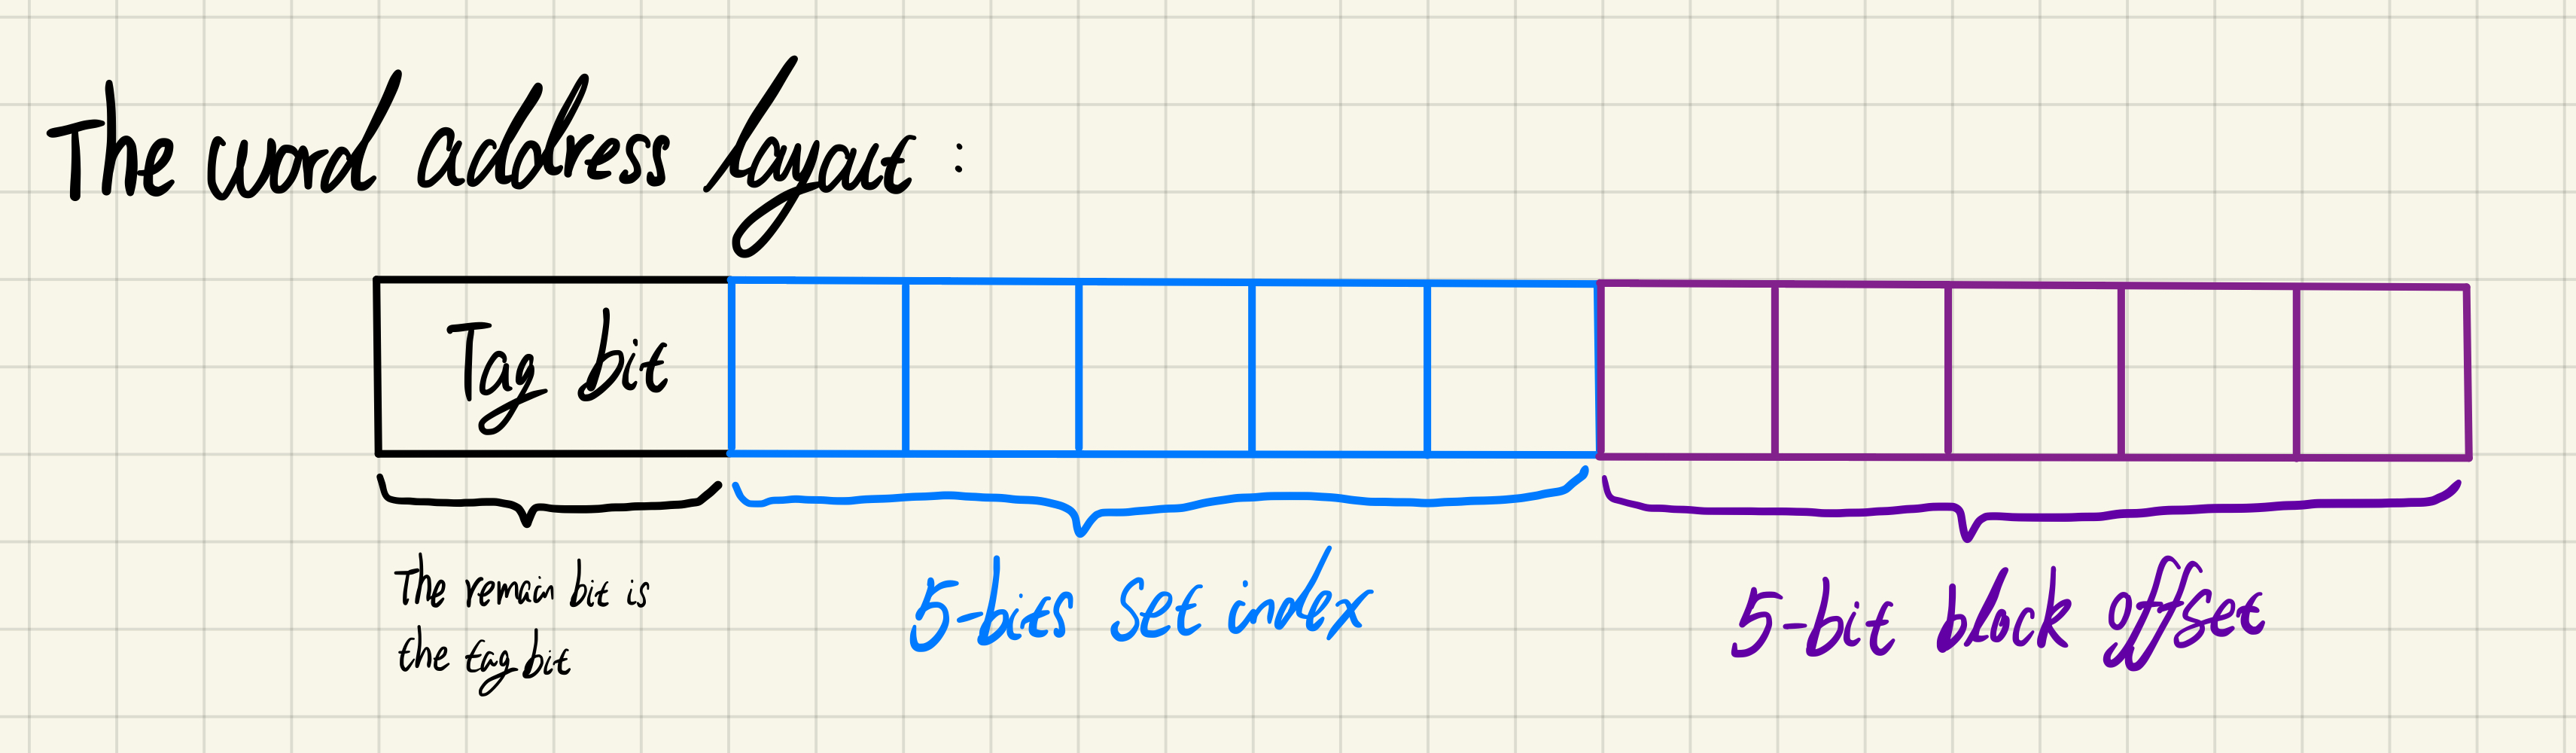 The word address layout :
Tag bit
The remain bit is
the tag bit
5-bits set index
5-bit block offset